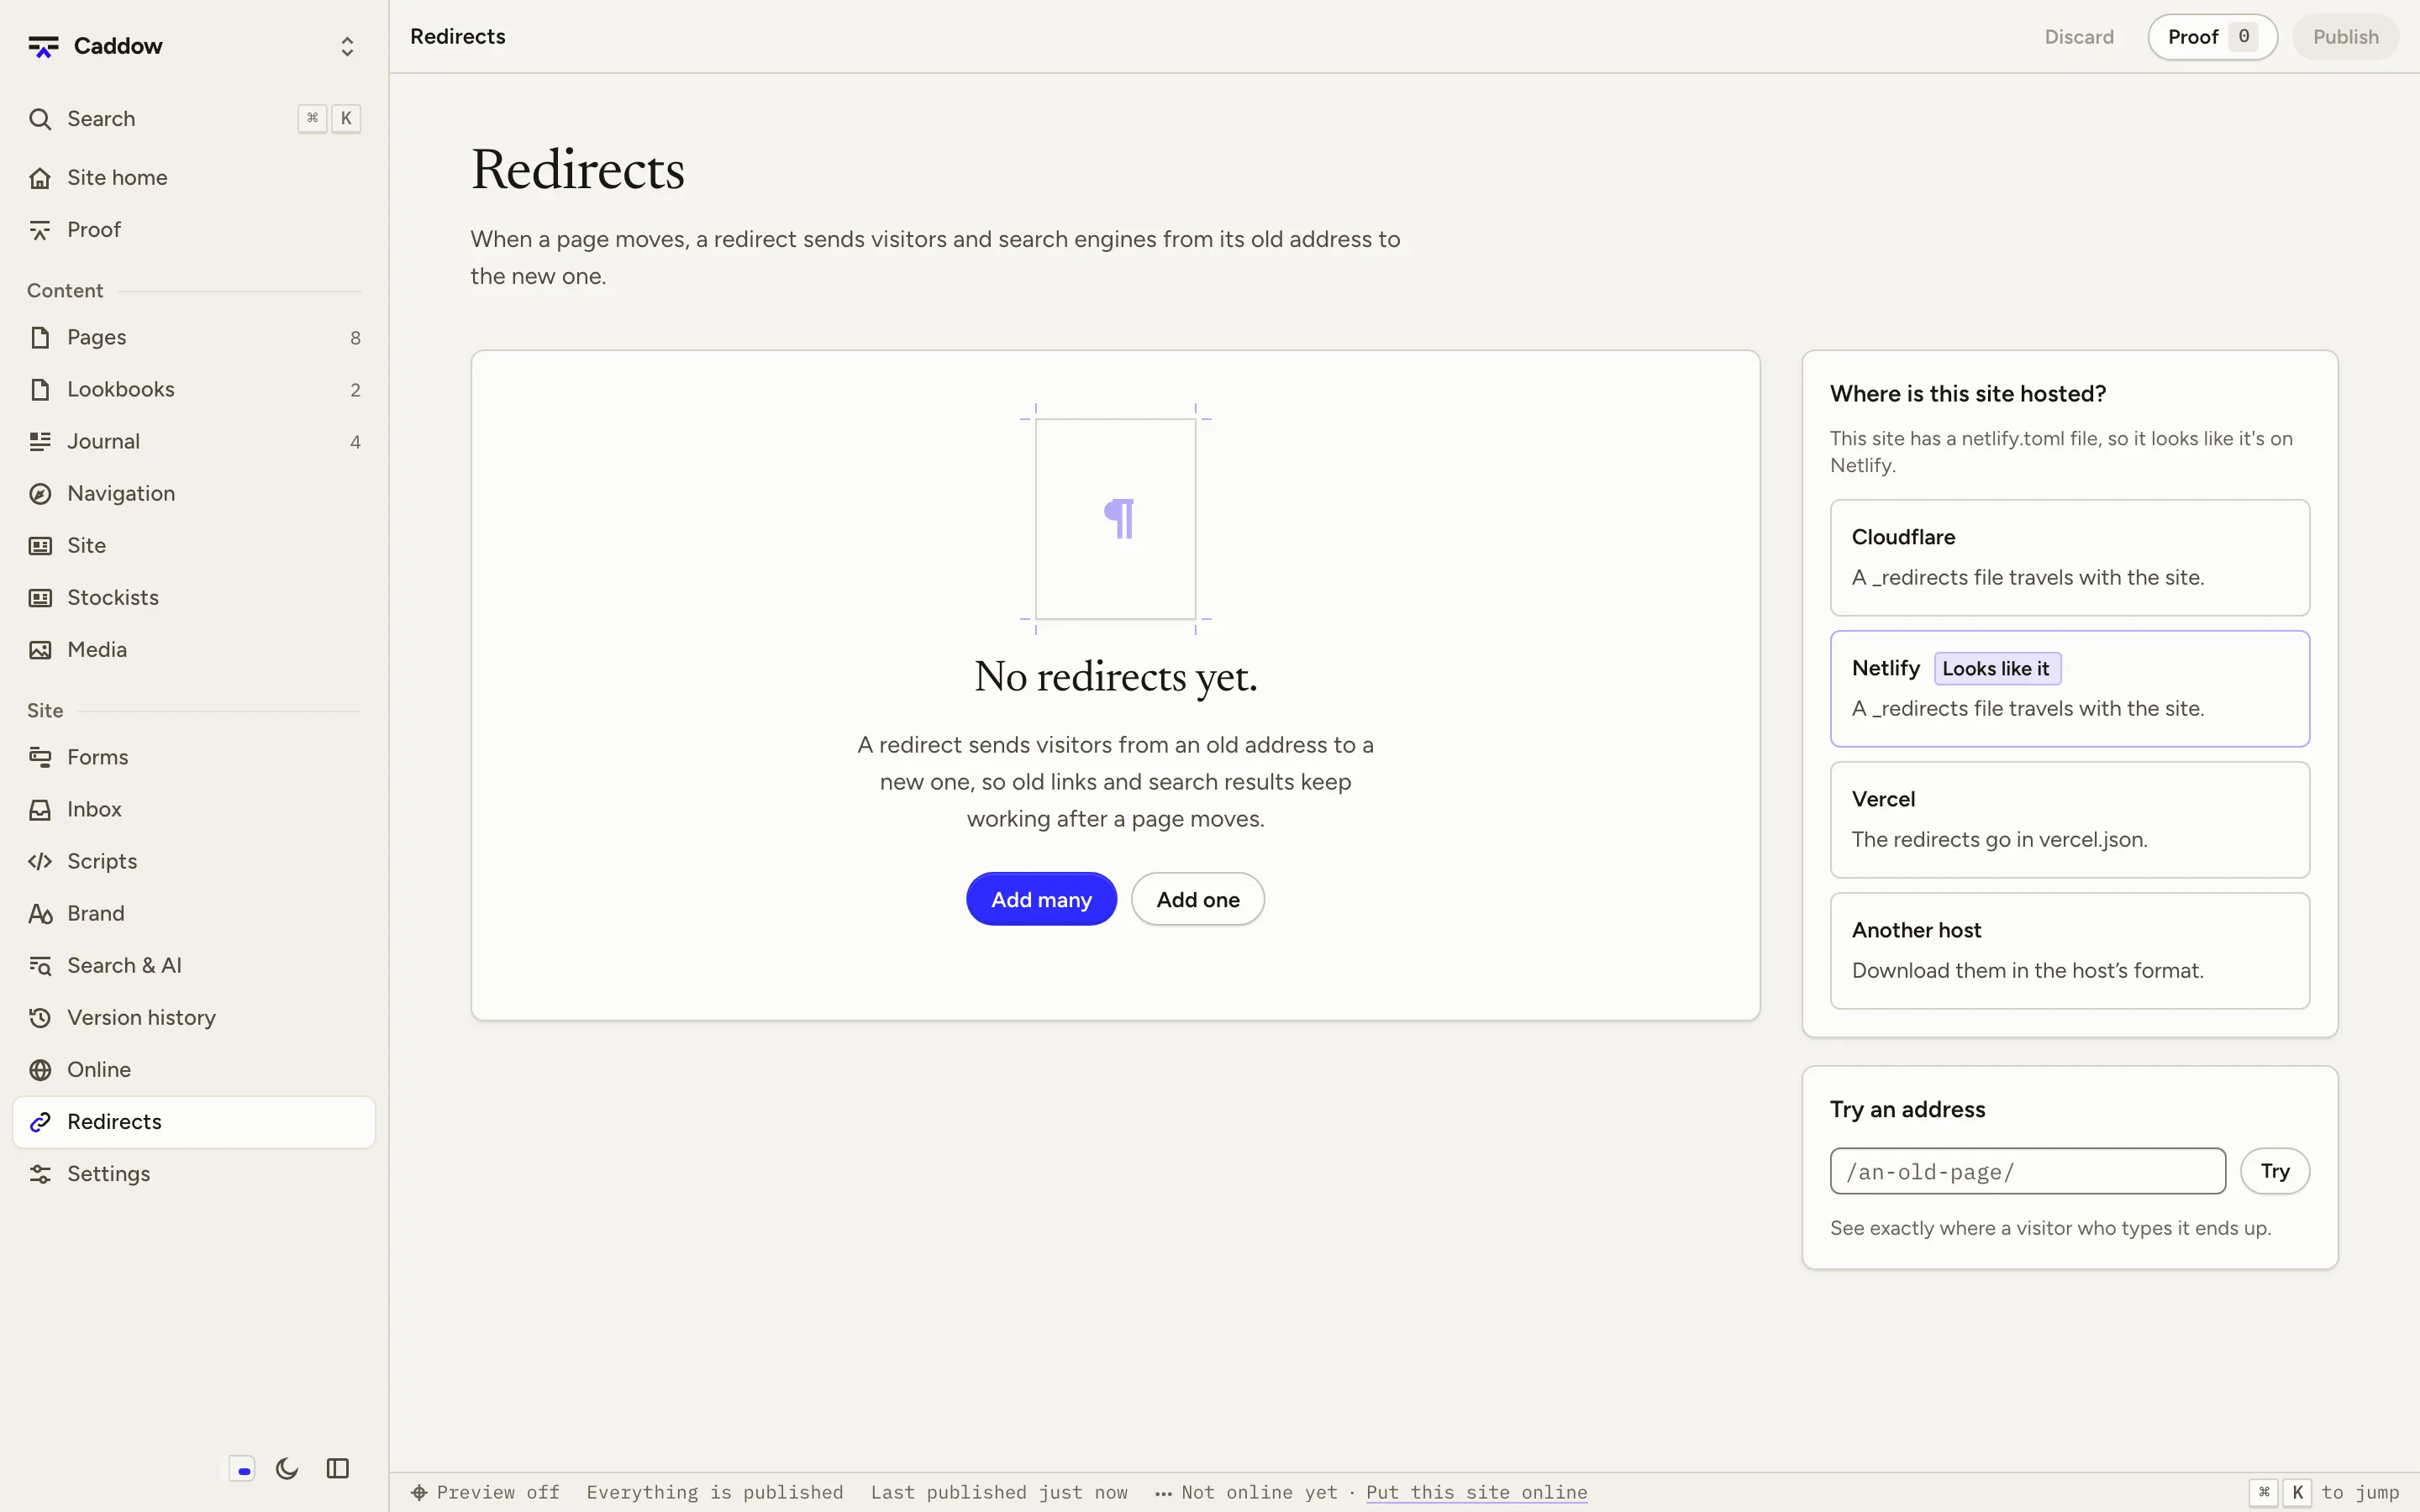 Caddow
Search ⌘ K
Site home
Proof
Content
Pages 8
Lookbooks 2
Journal 4
Navigation
Site
Stockists
Media
Site
Forms
Inbox
Scripts
Brand
Search & AI
Version history
Online
Redirects
Settings
Redirects
Discard
Proof 0
Publish
Redirects
When a page moves, a redirect sends visitors and search engines from its old address to
the new one.
¶
No redirects yet.
A redirect sends visitors from an old address to a
new one, so old links and search results keep
working after a page moves.
Add many
Add one
Where is this site hosted?
This site has a netlify.toml file, so it looks like it's on
Netlify.
Cloudflare
A _redirects file travels with the site.
Netlify Looks like it
A _redirects file travels with the site.
Vercel
The redirects go in vercel.json.
Another host
Download them in the host’s format.
Try an address
/an-old-page/
Try
See exactly where a visitor who types it ends up.
Preview off Everything is published Last published just now ••• Not online yet · Put this site online
⌘ K to jump